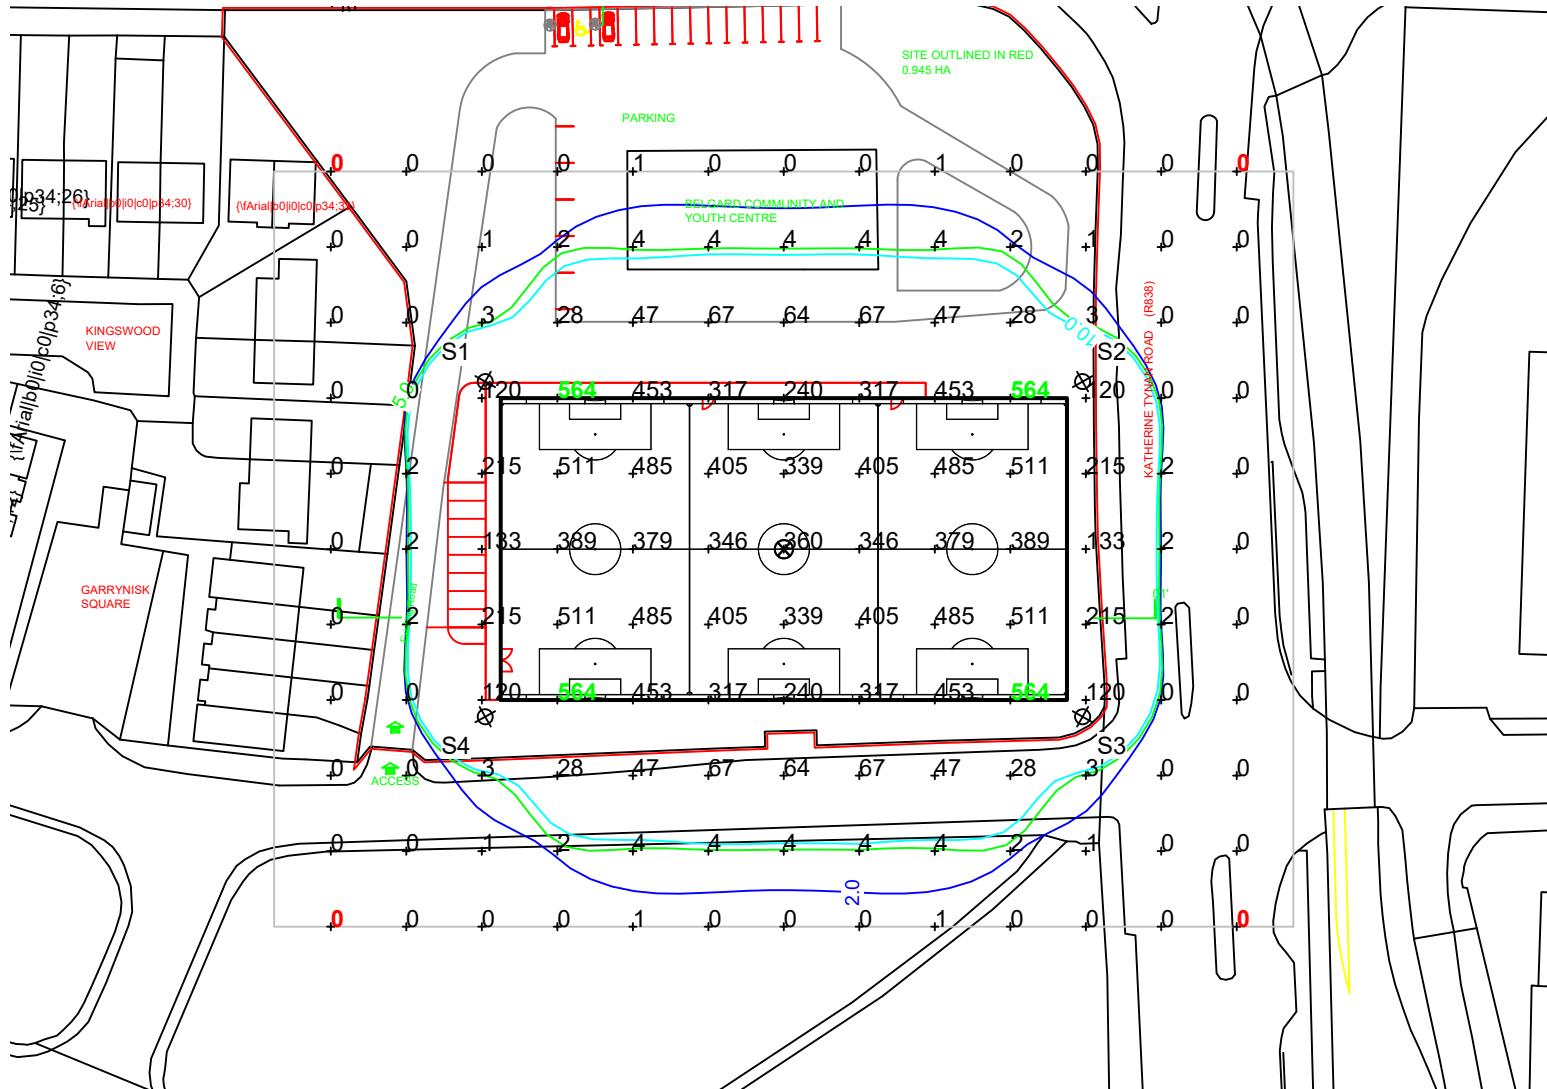 SITE OUTLINED IN RED
0.945 HA
PARKING
0 0 0 0 1 0 0 0 1 0 0 0 0
{\fArial|b0|i0|c0|p34;30}
BELGARD COMMUNITY AND
YOUTH CENTRE
0 0 1 2 4 4 4 4 4 2 1 0 0
KINGSWOOD
VIEW
0 0 3 28 47 67 64 67 47 28 3 0 0
10.0
KATHERINE TYNAN ROAD (R838)
S1
S2
5.0
0 0 120 564 453 317 240 317 453 564 120 0 0
0 2 215 511 485 405 339 405 485 511 215 2 0
0 2 133 389 379 346 360 346 379 389 133 2 0
GARRYNISK
SQUARE
0 2 215 511 485 405 339 405 485 511 215 2 0
0 0 120 564 453 317 240 317 453 564 120 0 0
S4
S3
0 0 3 28 47 67 64 67 47 28 3 0 0
ACCESS
0 0 1 2 4 4 4 4 4 2 1 0 0
2.0
0 0 0 0 1 0 0 0 1 0 0 0 0